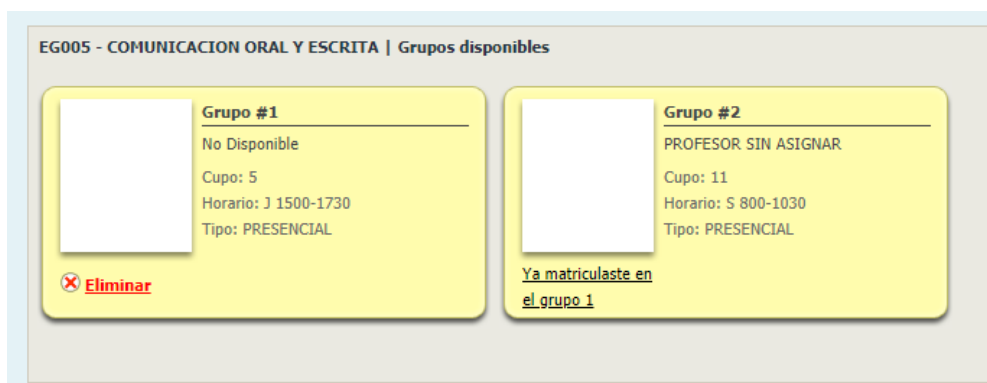 EG005 - COMUNICACION ORAL Y ESCRITA | Grupos disponibles
Grupo #1
No Disponible
Cupo: 5
Horario: J 1500-1730
Tipo: PRESENCIAL
Eliminar
Grupo #2
PROFESOR SIN ASIGNAR
Cupo: 11
Horario: S 800-1030
Tipo: PRESENCIAL
Ya matriculaste en
el grupo 1